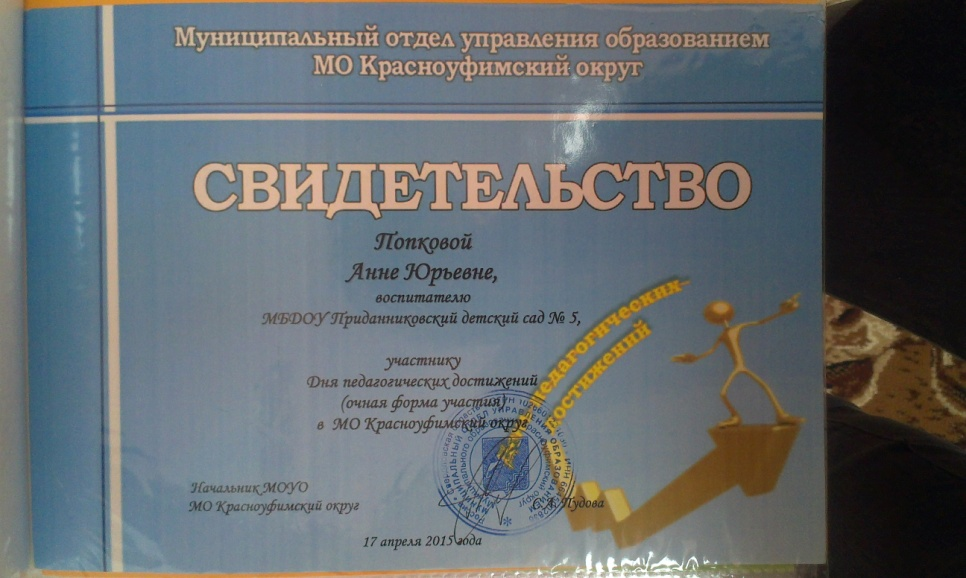 Муниципальный отдел управления образованием
МО Красноуфимский округ
СВИДЕТЕЛЬСТВО
Попковой
Анне Юрьевне,
воспитателю
МБДОУ Приданниковский детский сад № 5,
участнику
Дня педагогических достижений
(очная форма участия)
в МО Красноуфимский округ
педагогических
достижений
Начальник МОУО
МО Красноуфимский округ
Пудова
17 апреля 2015 года